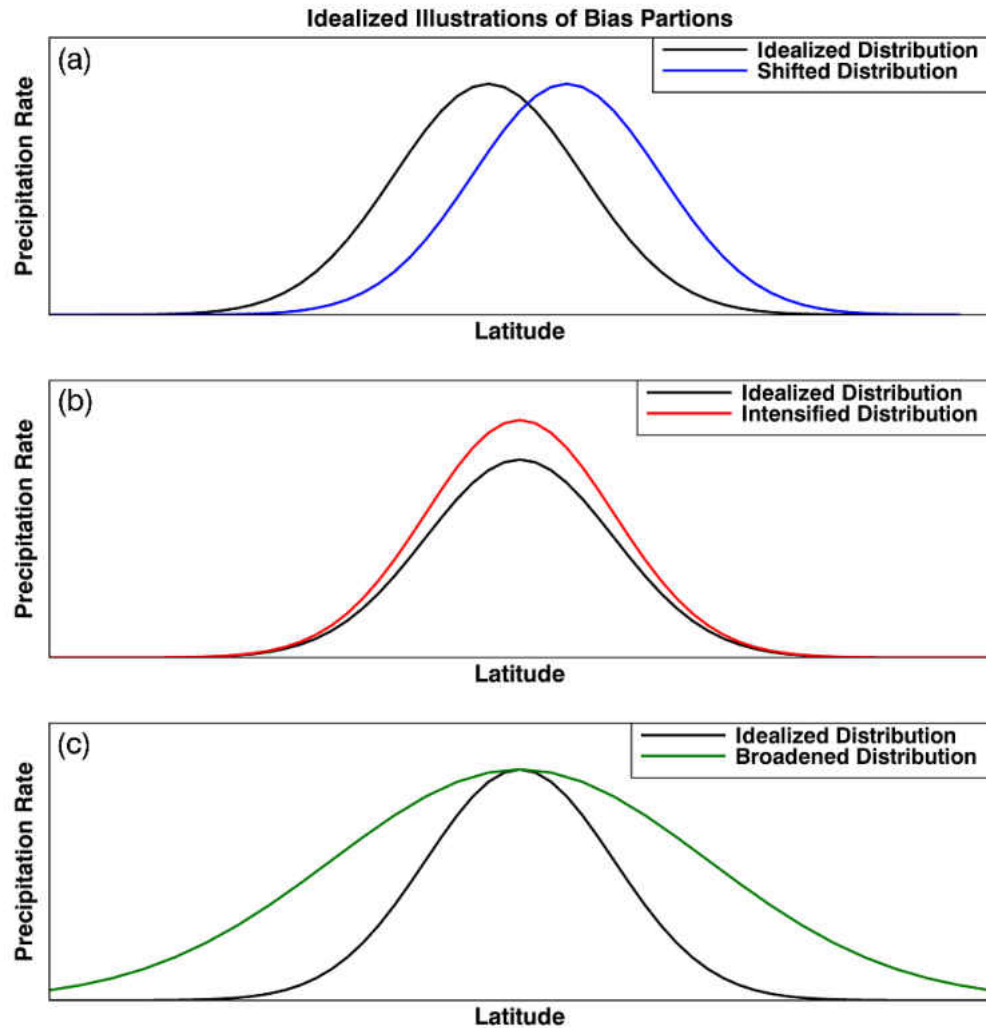 Idealized Illustrations of Bias Partions
(a)
Idealized Distribution
Shifted Distribution
Precipitation Rate
Latitude
(b)
Idealized Distribution
Intensified Distribution
Precipitation Rate
Latitude
(c)
Idealized Distribution
Broadened Distribution
Precipitation Rate
Latitude